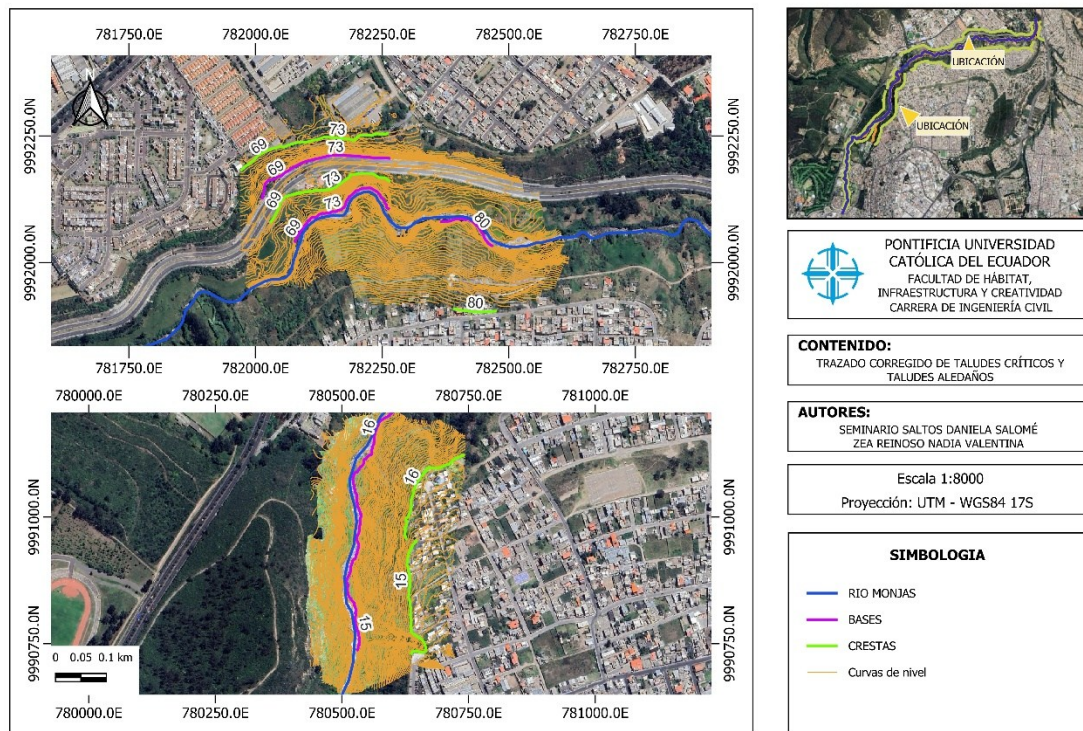 781750.0E 782000.0E 782250.0E 782500.0E 782750.0E
N
9992250.0N
9992250.0N
73
69
73
69
73
69
73
69
80
9992000.0N
9992000.0N
80
781750.0E 782000.0E 782250.0E 782500.0E 782750.0E
780000.0E 780250.0E 780500.0E 780750.0E 781000.0E
16
16
9991000.0N
9991000.0N
15
15
9990750.0N
9990750.0N
0 0.05 0.1 km
780000.0E 780250.0E 780500.0E 780750.0E 781000.0E
UBICACIÓN
UBICACIÓN
PONTIFICIA UNIVERSIDAD
CATÓLICA DEL ECUADOR
FACULTAD DE HÁBITAT,
INFRAESTRUCTURA Y CREATIVIDAD
CARRERA DE INGENIERÍA CIVIL
CONTENIDO:
TRAZADO CORREGIDO DE TALUDES CRÍTICOS Y
TALUDES ALEDAÑOS
AUTORES:
SEMINARIO SALTOS DANIELA SALOMÉ
ZEA REINOSO NADIA VALENTINA
Escala 1:8000
Proyección: UTM - WGS84 17S
SIMBOLOGIA
RIO MONJAS
BASES
CRESTAS
Curvas de nivel